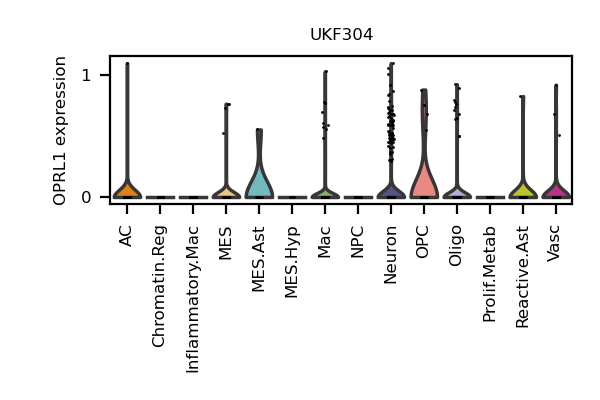 UKF304
OPRL1 expression
1
0
AC
Chromatin.Reg
Inflammatory.Mac
MES
MES.Ast
MES.Hyp
Mac
NPC
Neuron
OPC
Oligo
Prolif.Metab
Reactive.Ast
Vasc